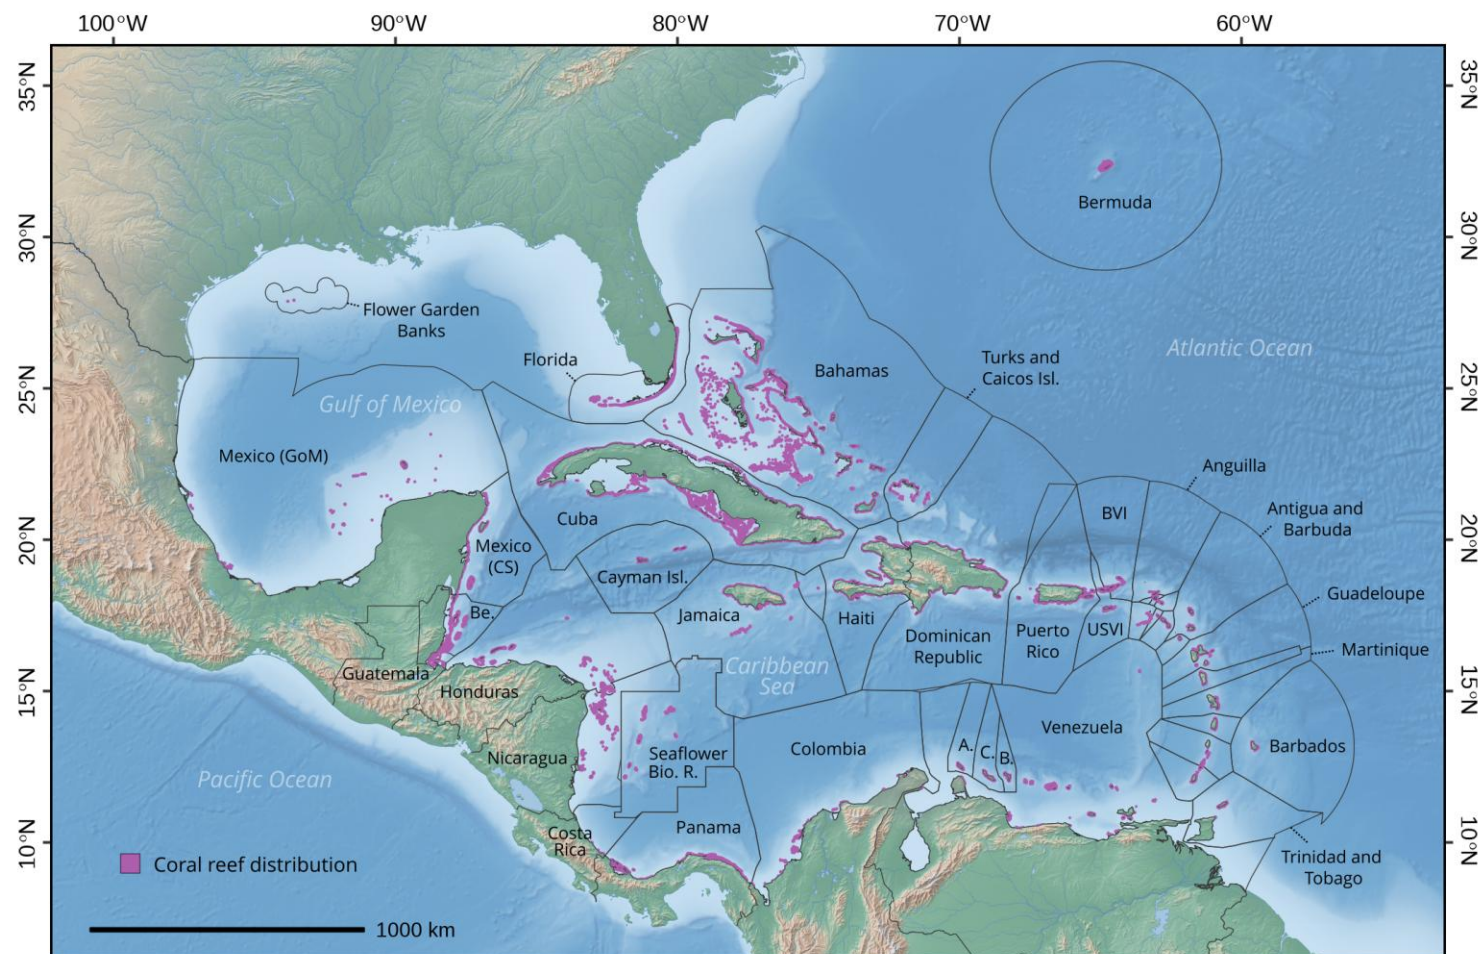 100°W 90°W 80°W 70°W 60°W
35°N 35°N
Bermuda
30°N 30°N
Flower Garden
Banks
Florida
Atlantic Ocean
Turks and
Caicos Isl.
Bahamas
25°N 25°N
Gulf of Mexico
Mexico (GoM)
Anguilla
BVI
Antigua and
Barbuda
Cuba
20°N 20°N
Mexico
(CS)
Cayman Isl.
Guadeloupe
Be.
Jamaica
Haiti
Dominican
Republic
Puerto
Rico
USVI
Martinique
Caribbean
Sea
Guatemala
Honduras
15°N 15°N
Venezuela
Barbados
Colombia
A. C. B.
Seaflower
Bio. R.
Nicaragua
Pacific Ocean
Panama
Costa
Rica
10°N 10°N
Coral reef distribution
Trinidad and
Tobago
1000 km